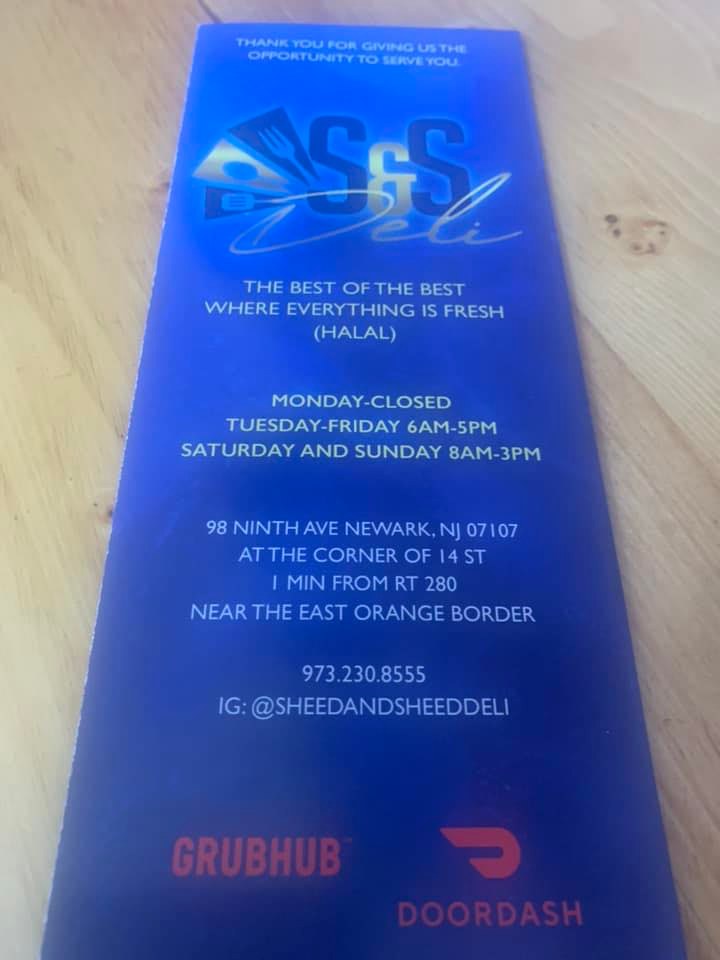 THANK YOU FOR GIVING US THE
OPPORTUNITY TO SERVE YOU.
S&S
Deli
THE BEST OF THE BEST
WHERE EVERYTHING IS FRESH
(HALAL)
MONDAY-CLOSED
TUESDAY-FRIDAY 6AM-5PM
SATURDAY AND SUNDAY 8AM-3PM
98 NINTH AVE NEWARK, NJ 07107
AT THE CORNER OF 14 ST
1 MIN FROM RT 280
NEAR THE EAST ORANGE BORDER
973.230.8555
IG: @SHEEDANDSHEEDDELI
GRUBHUB™
DOORDASH